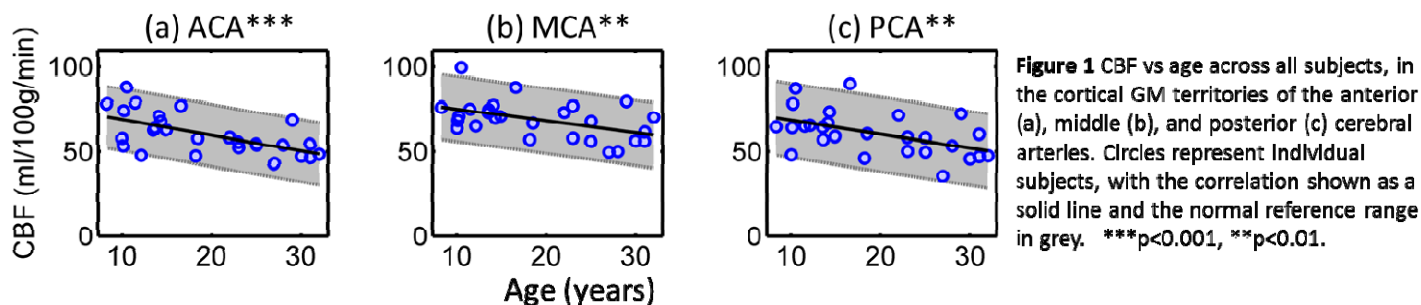 (a) ACA***
(b) MCA**
(c) PCA**
CBF (ml/100g/min)
100
50
0
10
20
30
100
50
0
10
20
30
100
50
0
10
20
30
Age (years)
Figure 1 CBF vs age across all subjects, in
the cortical GM territories of the anterior
(a), middle (b), and posterior (c) cerebral
arteries. Circles represent individual
subjects, with the correlation shown as a
solid line and the normal reference range
in grey. ***p<0.001, **p<0.01.